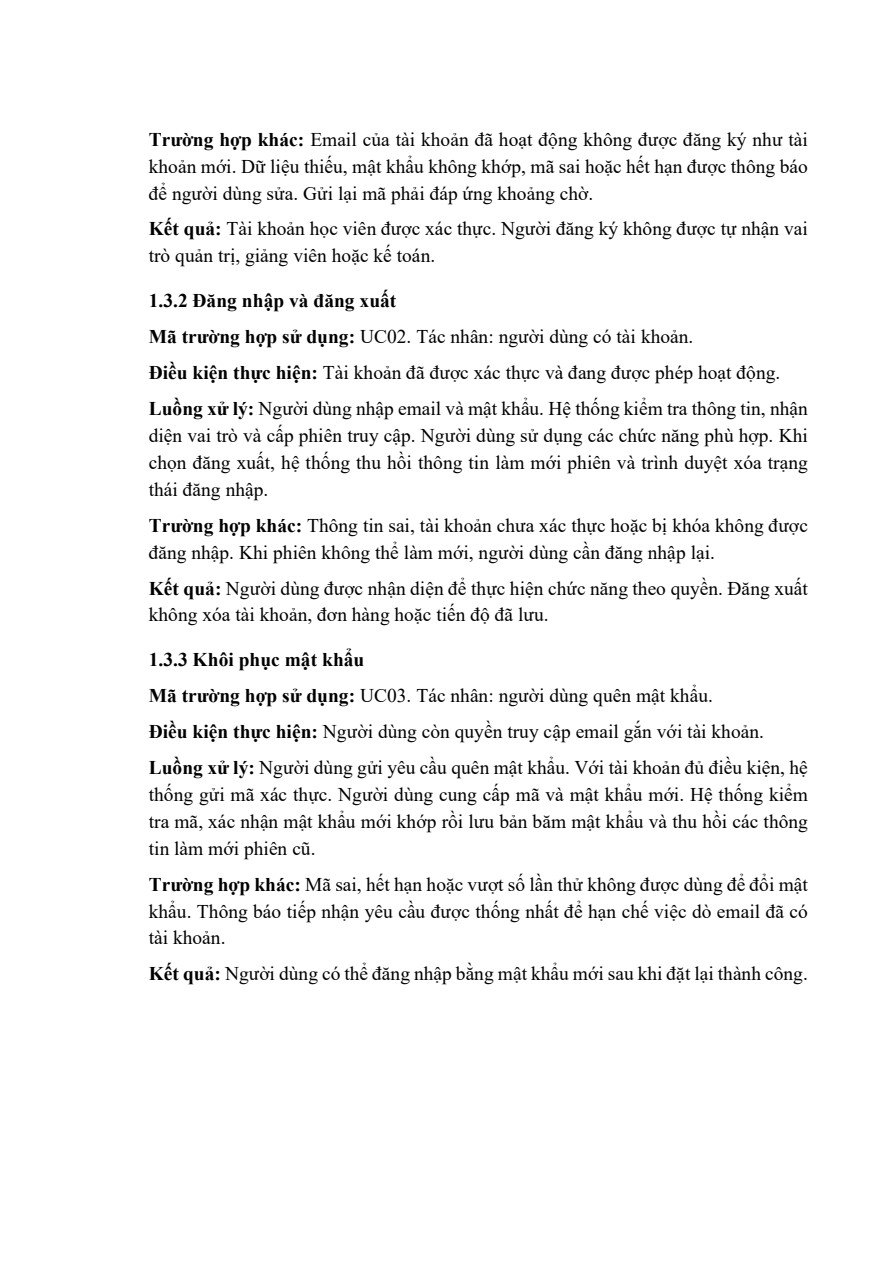 Trường hợp khác: Email của tài khoản đã hoạt động không được đăng ký như tài
khoản mới. Dữ liệu thiếu, mật khẩu không khớp, mã sai hoặc hết hạn được thông báo
để người dùng sửa. Gửi lại mã phải đáp ứng khoảng chờ.
Kết quả: Tài khoản học viên được xác thực. Người đăng ký không được tự nhận vai
trò quản trị, giảng viên hoặc kế toán.
1.3.2 Đăng nhập và đăng xuất
Mã trường hợp sử dụng: UC02. Tác nhân: người dùng có tài khoản.
Điều kiện thực hiện: Tài khoản đã được xác thực và đang được phép hoạt động.
Luồng xử lý: Người dùng nhập email và mật khẩu. Hệ thống kiểm tra thông tin, nhận
diện vai trò và cấp phiên truy cập. Người dùng sử dụng các chức năng phù hợp. Khi
chọn đăng xuất, hệ thống thu hồi thông tin làm mới phiên và trình duyệt xóa trạng
thái đăng nhập.
Trường hợp khác: Thông tin sai, tài khoản chưa xác thực hoặc bị khóa không được
đăng nhập. Khi phiên không thể làm mới, người dùng cần đăng nhập lại.
Kết quả: Người dùng được nhận diện để thực hiện chức năng theo quyền. Đăng xuất
không xóa tài khoản, đơn hàng hoặc tiến độ đã lưu.
1.3.3 Khôi phục mật khẩu
Mã trường hợp sử dụng: UC03. Tác nhân: người dùng quên mật khẩu.
Điều kiện thực hiện: Người dùng còn quyền truy cập email gắn với tài khoản.
Luồng xử lý: Người dùng gửi yêu cầu quên mật khẩu. Với tài khoản đủ điều kiện, hệ
thống gửi mã xác thực. Người dùng cung cấp mã và mật khẩu mới. Hệ thống kiểm
tra mã, xác nhận mật khẩu mới khớp rồi lưu bản băm mật khẩu và thu hồi các thông
tin làm mới phiên cũ.
Trường hợp khác: Mã sai, hết hạn hoặc vượt số lần thử không được dùng để đổi mật
khẩu. Thông báo tiếp nhận yêu cầu được thống nhất để hạn chế việc dò email đã có
tài khoản.
Kết quả: Người dùng có thể đăng nhập bằng mật khẩu mới sau khi đặt lại thành công.